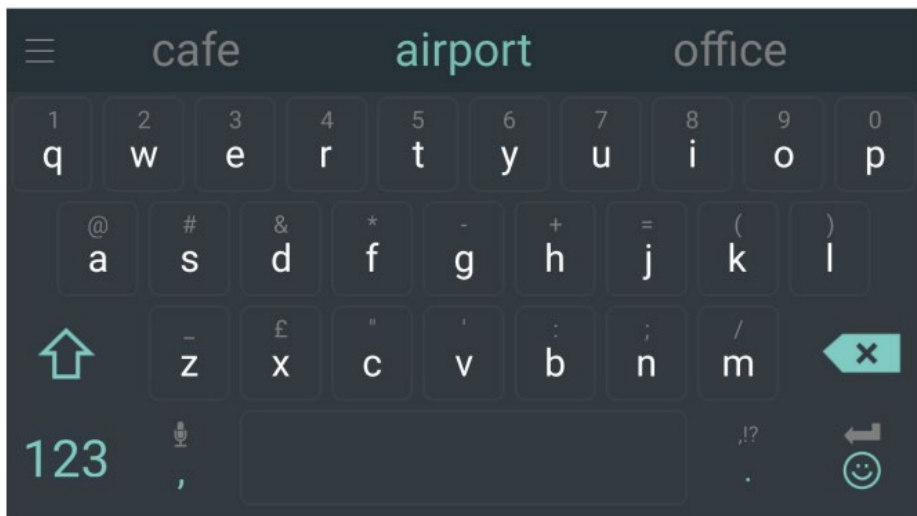 cafe airport office
1 2 3 4 5 6 7 8 9 0
q w e r t y u i o p
@ # & * - + = ( )
a s d f g h j k l
_ £ " ' : ; /
z x c v b n m
123 , ,!? .